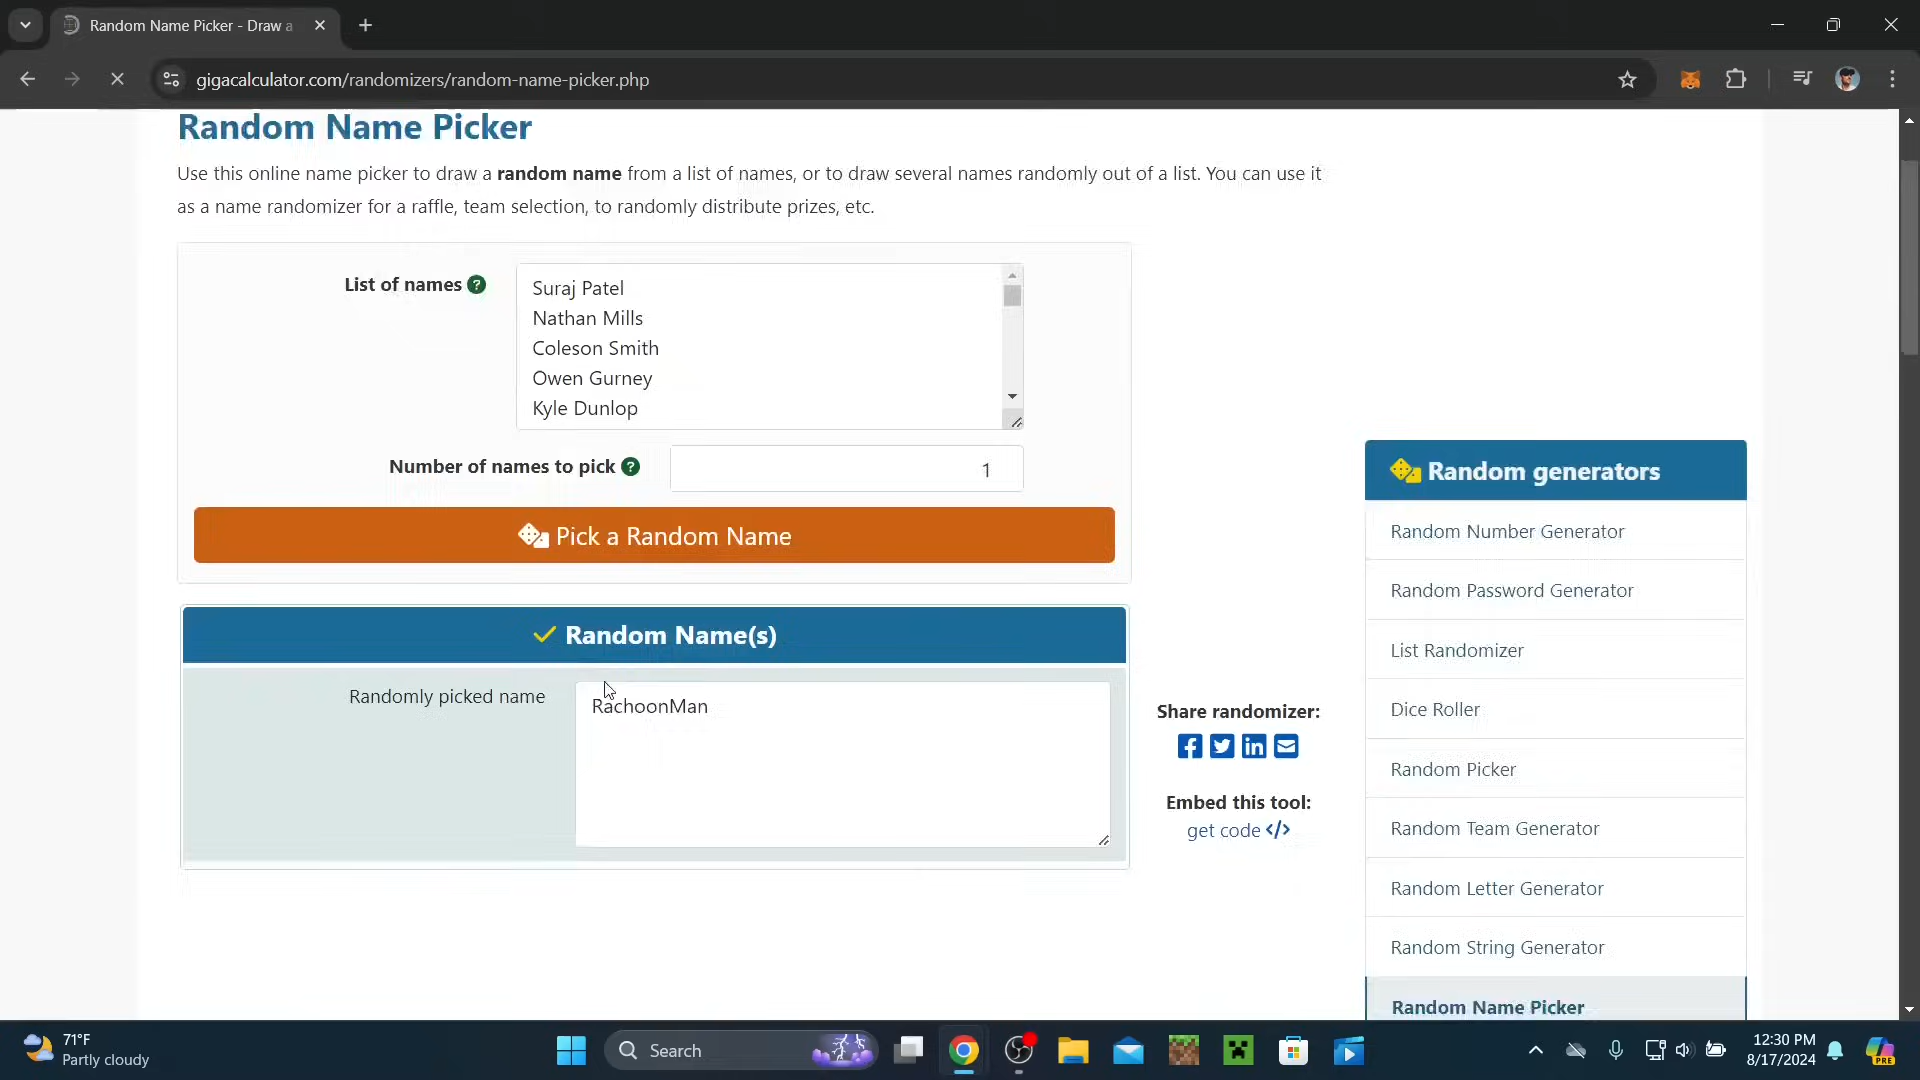 Random Name Picker - Draw a
gigacalculator.com/randomizers/random-name-picker.php
Random Name Picker
Use this online name picker to draw a random name from a list of names, or to draw several names randomly out of a list. You can use it
as a name randomizer for a raffle, team selection, to randomly distribute prizes, etc.
List of names ?
Suraj Patel
Nathan Mills
Coleson Smith
Owen Gurney
Kyle Dunlop
Number of names to pick ?
1
Pick a Random Name
Random Name(s)
Randomly picked name
RachoonMan
Share randomizer:
Embed this tool:
get code </>
Random generators
Random Number Generator
Random Password Generator
List Randomizer
Dice Roller
Random Picker
Random Team Generator
Random Letter Generator
Random String Generator
Random Name Picker
71°F
Partly cloudy
Search
12:30 PM
8/17/2024
PRE